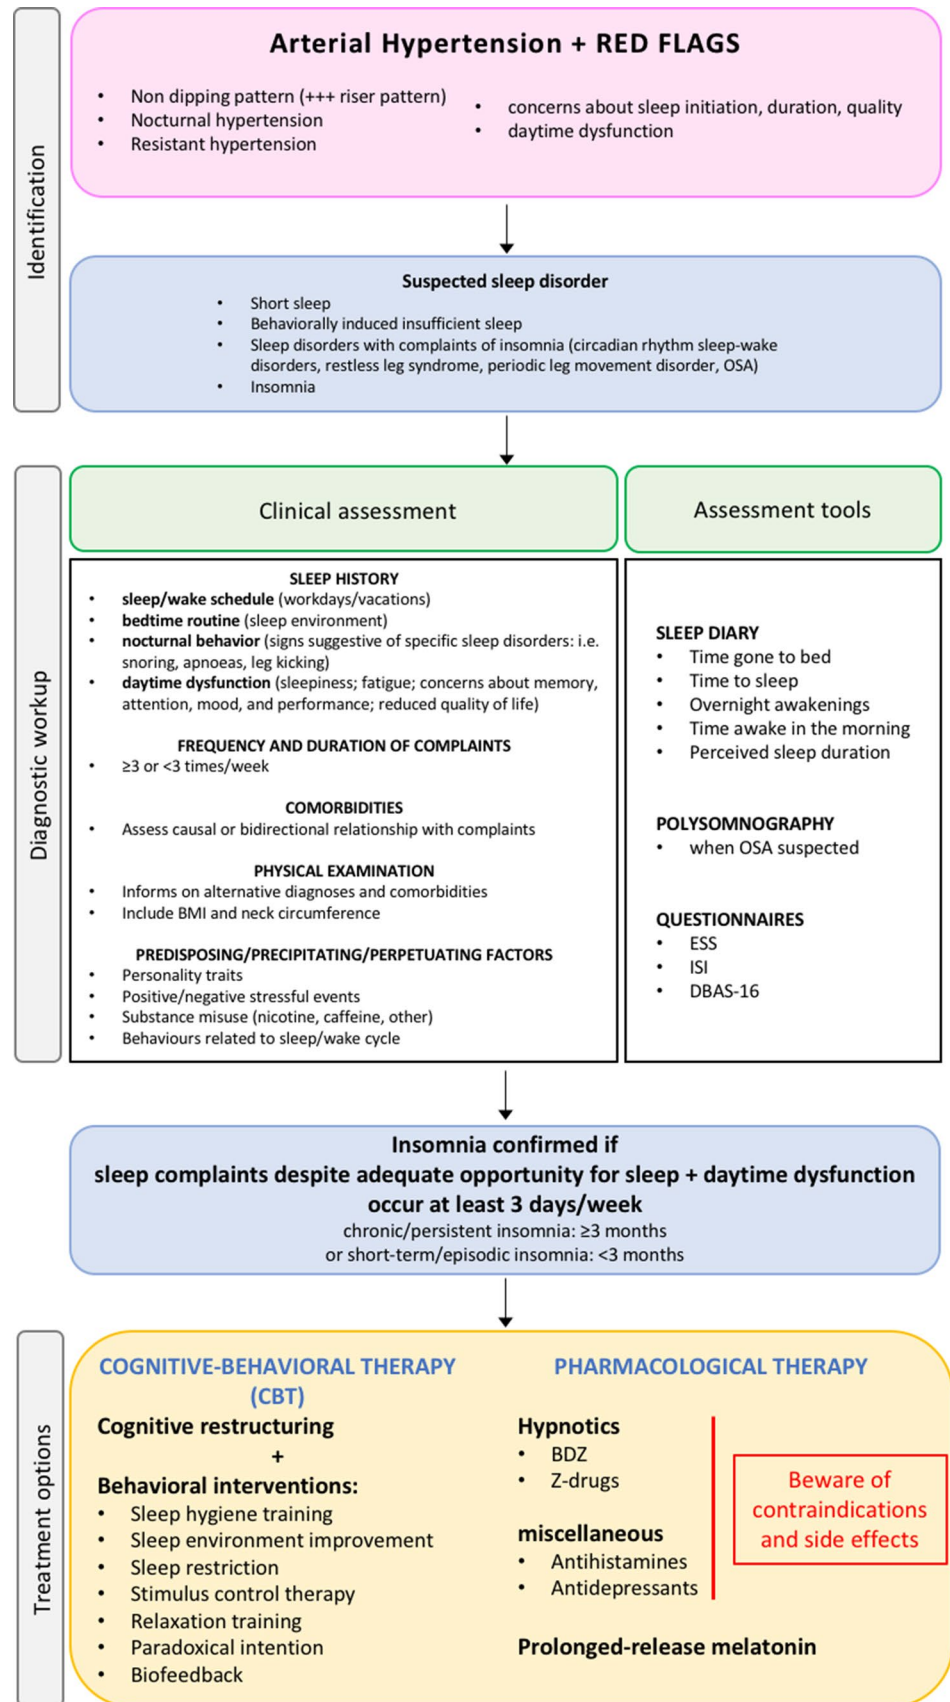 Identification
Arterial Hypertension + RED FLAGS
• Non dipping pattern (+++ riser pattern)
• Nocturnal hypertension
• Resistant hypertension
• concerns about sleep initiation, duration, quality
• daytime dysfunction
Suspected sleep disorder
• Short sleep
• Behaviorally induced insufficient sleep
• Sleep disorders with complaints of insomnia (circadian rhythm sleep-wake
disorders, restless leg syndrome, periodic leg movement disorder, OSA)
• Insomnia
Diagnostic workup
Clinical assessment
SLEEP HISTORY
• sleep/wake schedule (workdays/vacations)
• bedtime routine (sleep environment)
• nocturnal behavior (signs suggestive of specific sleep disorders: i.e.
snoring, apnoeas, leg kicking)
• daytime dysfunction (sleepiness; fatigue; concerns about memory,
attention, mood, and performance; reduced quality of life)
FREQUENCY AND DURATION OF COMPLAINTS
• ≥3 or <3 times/week
COMORBIDITIES
• Assess causal or bidirectional relationship with complaints
PHYSICAL EXAMINATION
• Informs on alternative diagnoses and comorbidities
• Include BMI and neck circumference
PREDISPOSING/PRECIPITATING/PERPETUATING FACTORS
• Personality traits
• Positive/negative stressful events
• Substance misuse (nicotine, caffeine, other)
• Behaviours related to sleep/wake cycle
Assessment tools
SLEEP DIARY
• Time gone to bed
• Time to sleep
• Overnight awakenings
• Time awake in the morning
• Perceived sleep duration
POLYSOMNOGRAPHY
• when OSA suspected
QUESTIONNAIRES
• ESS
• ISI
• DBAS-16
Insomnia confirmed if
sleep complaints despite adequate opportunity for sleep + daytime dysfunction
occur at least 3 days/week
chronic/persistent insomnia: ≥3 months
or short-term/episodic insomnia: <3 months
Treatment options
COGNITIVE-BEHAVIORAL THERAPY
(CBT)
Cognitive restructuring
+
Behavioral interventions:
• Sleep hygiene training
• Sleep environment improvement
• Sleep restriction
• Stimulus control therapy
• Relaxation training
• Paradoxical intention
• Biofeedback
PHARMACOLOGICAL THERAPY
Hypnotics
• BDZ
• Z-drugs
miscellaneous
• Antihistamines
• Antidepressants
Beware of
contraindications
and side effects
Prolonged-release melatonin